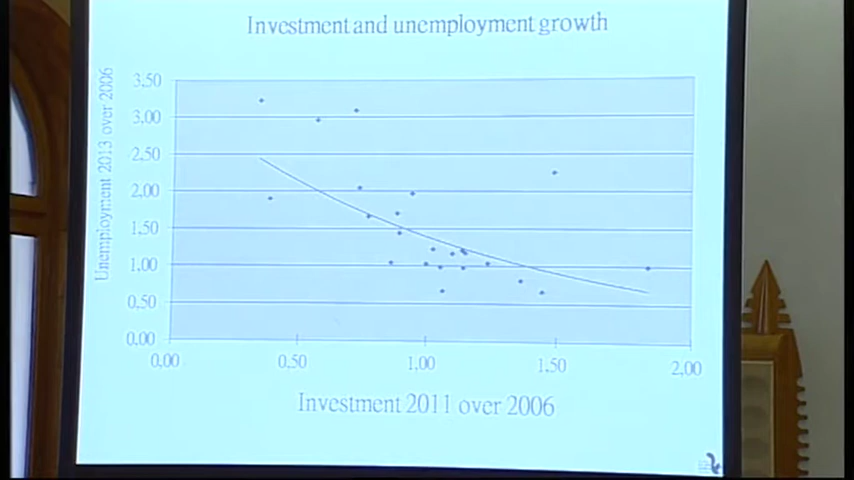 Investment and unemployment growth
Unemployment 2013 over 2006
3,50
3,00
2,50
2,00
1,50
1,00
0,50
0,00
0,00 0,50 1,00 1,50 2,00
Investment 2011 over 2006